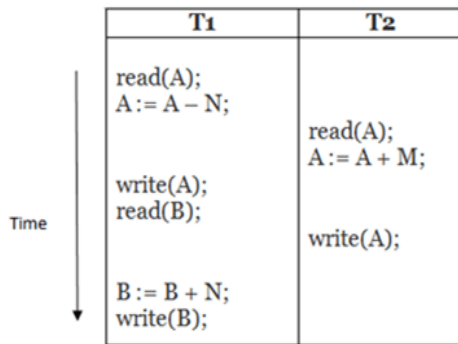 T1 T2
read(A);
A := A – N;
read(A);
A := A + M;
write(A);
read(B);
Time
write(A);
B := B + N;
write(B);